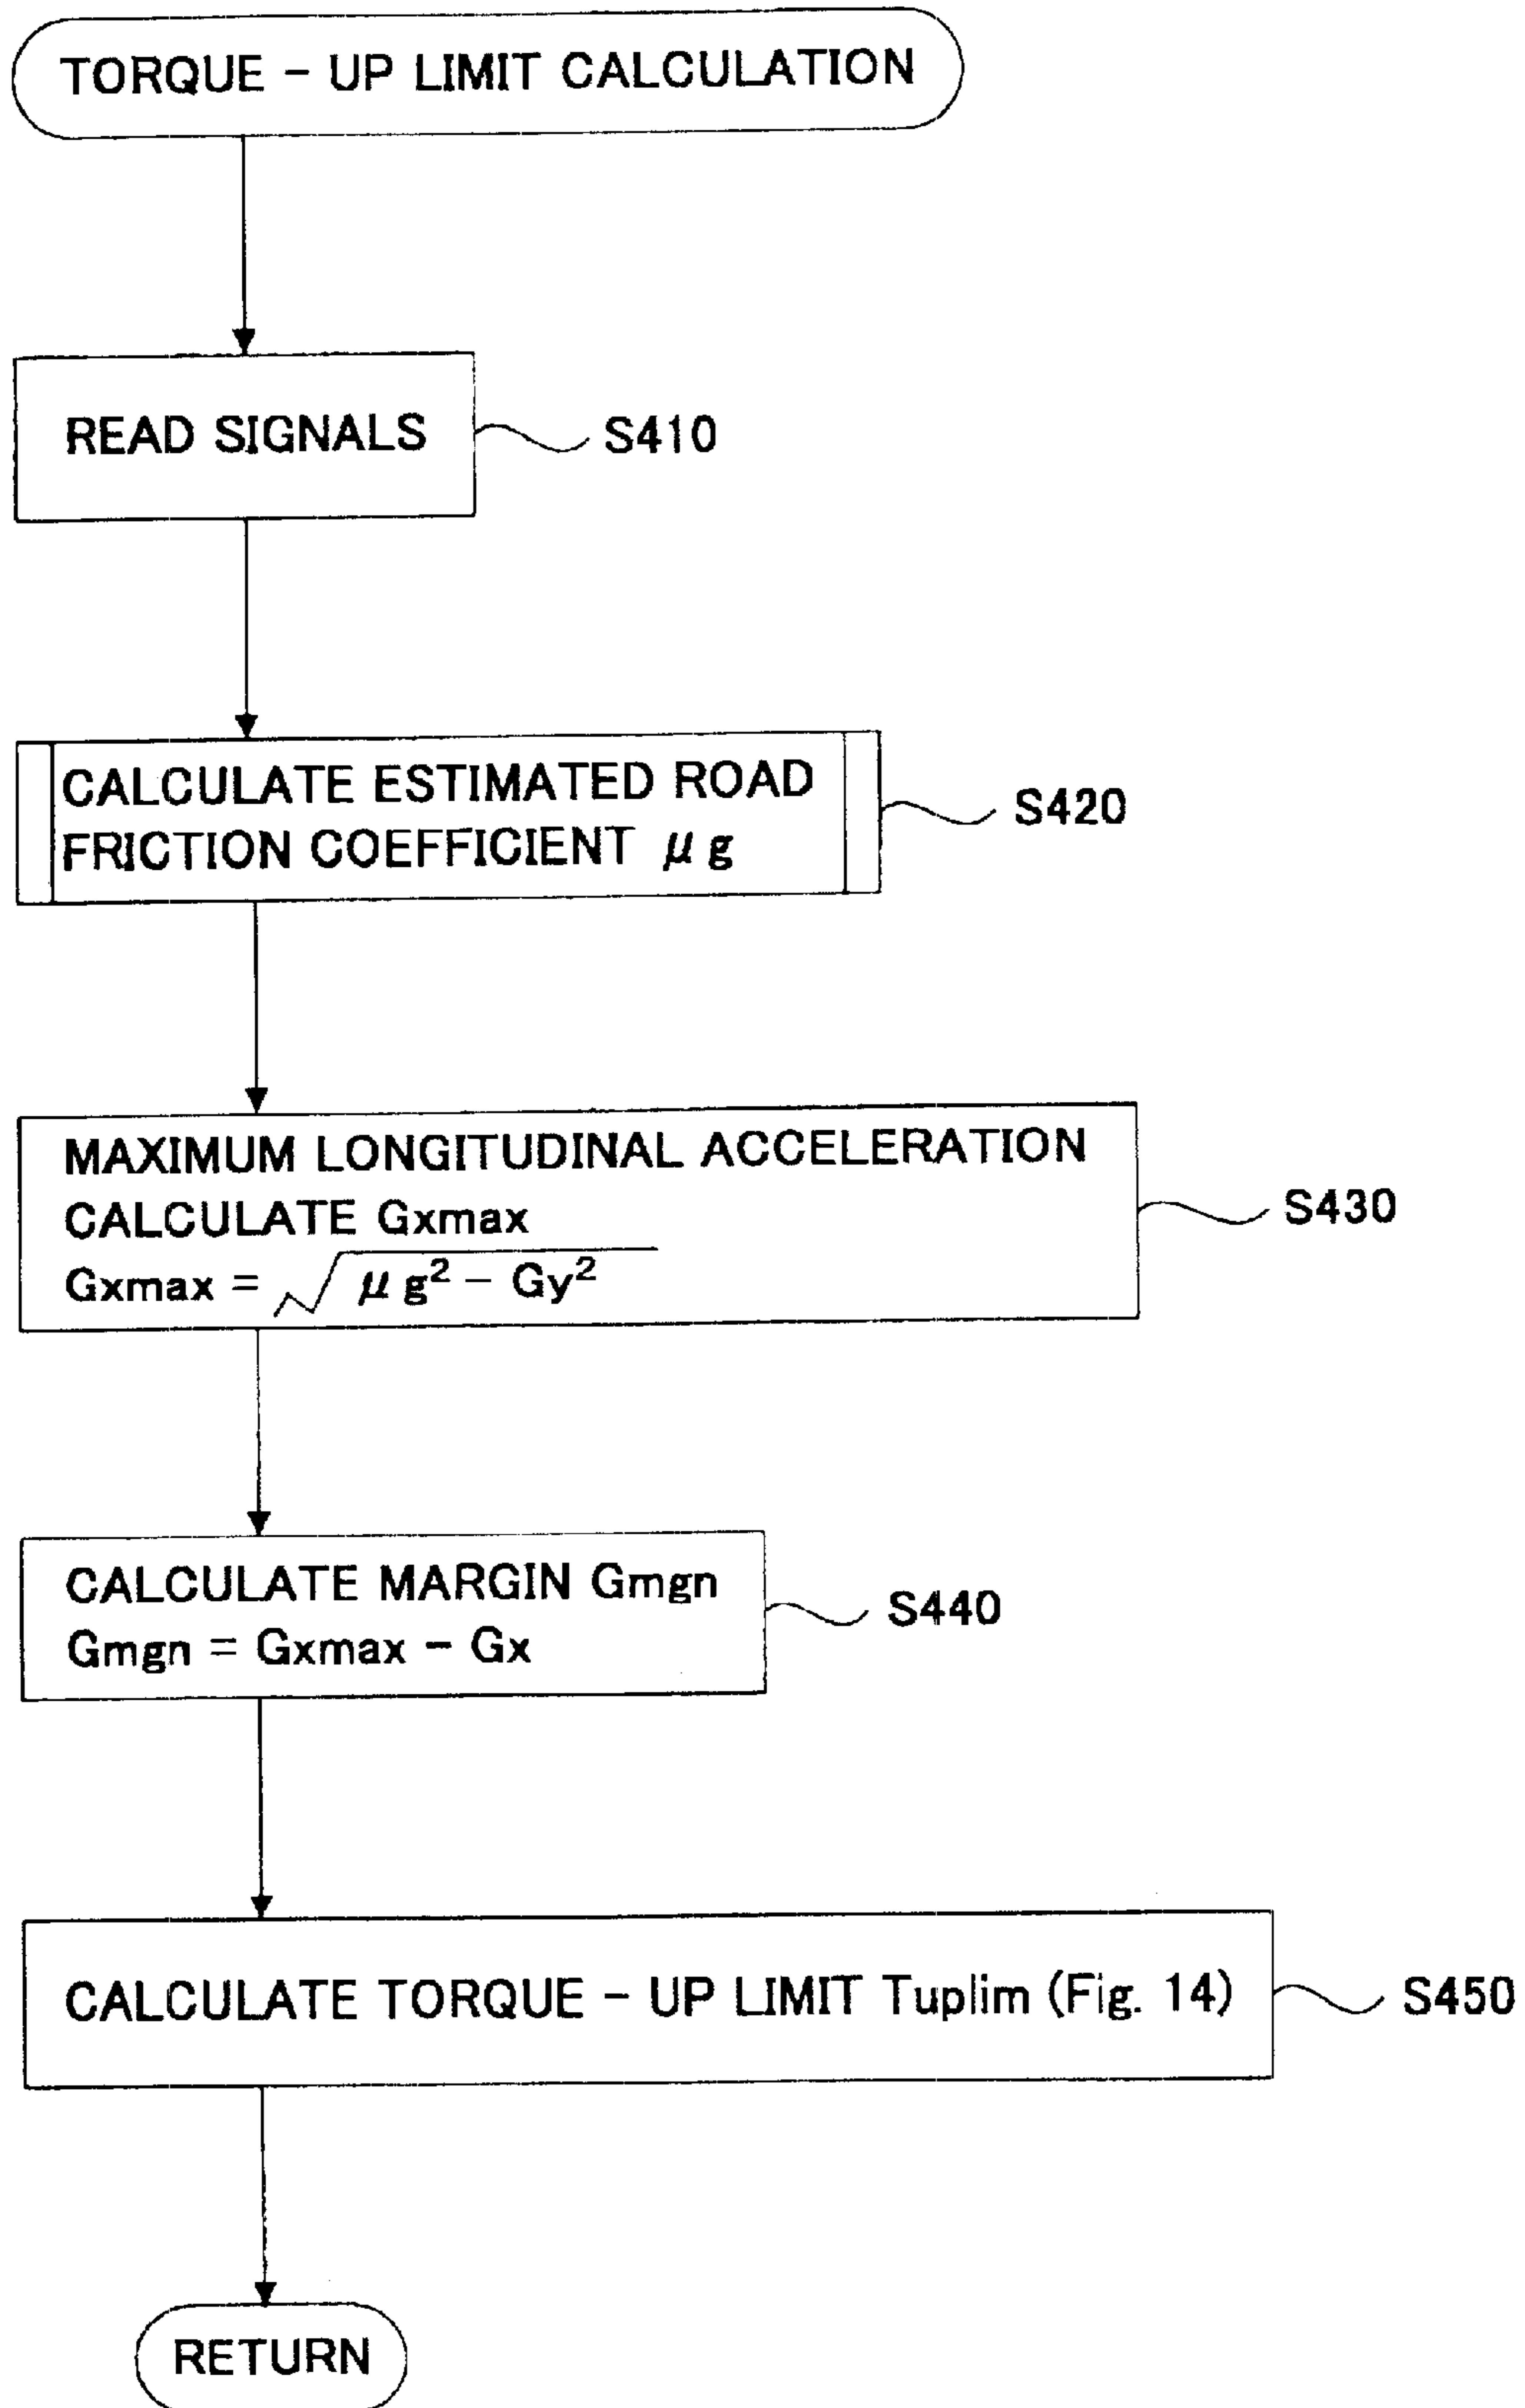 TORQUE - UP LIMIT CALCULATION
READ SIGNALS
S410
CALCULATE ESTIMATED ROAD
FRICTION COEFFICIENT μg
S420
MAXIMUM LONGITUDINAL ACCELERATION
CALCULATE Gxmax
Gxmax = √μg² - Gy²
S430
CALCULATE MARGIN Gmgn
Gmgn = Gxmax - Gx
S440
CALCULATE TORQUE - UP LIMIT Tuplim (Fig. 14)
S450
RETURN